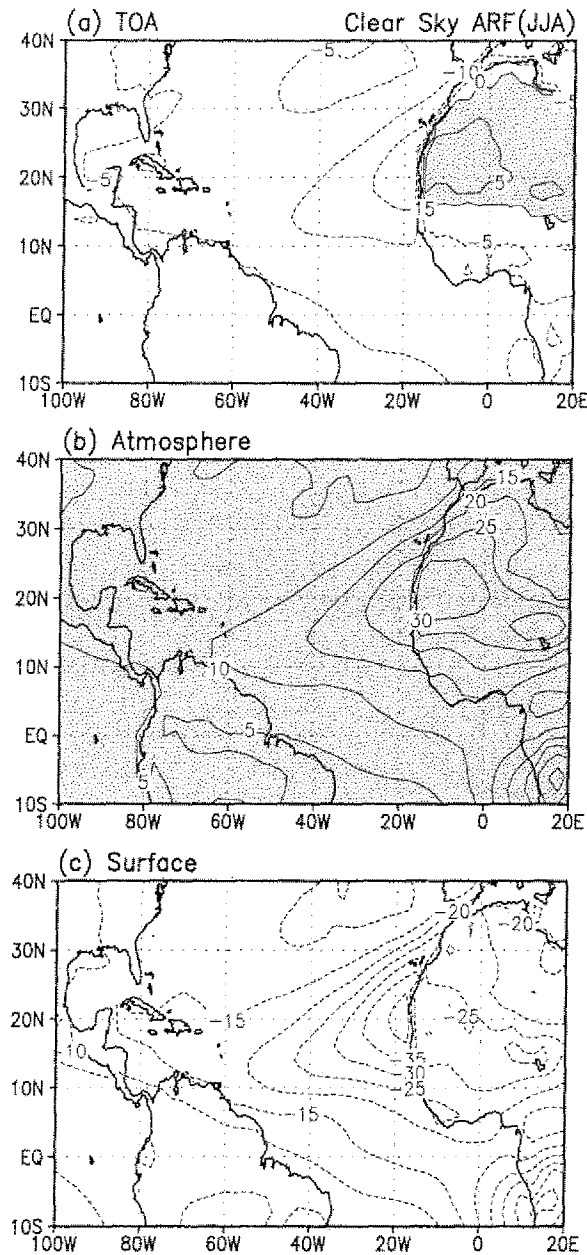 (a) TOA Clear Sky ARF(JJA)
40N
30N
20N
10N
EQ
10S
100W 80W 60W 40W 20W 0 20E
-5
-10
0
-5
-5
5
-15
-5
(b) Atmosphere
40N
30N
20N
10N
EQ
10S
100W 80W 60W 40W 20W 0 20E
15
20
25
30
10
5
5
(c) Surface
40N
30N
20N
10N
EQ
10S
100W 80W 60W 40W 20W 0 20E
-20
-20
-15
-25
-10
-35
-30
-25
-15